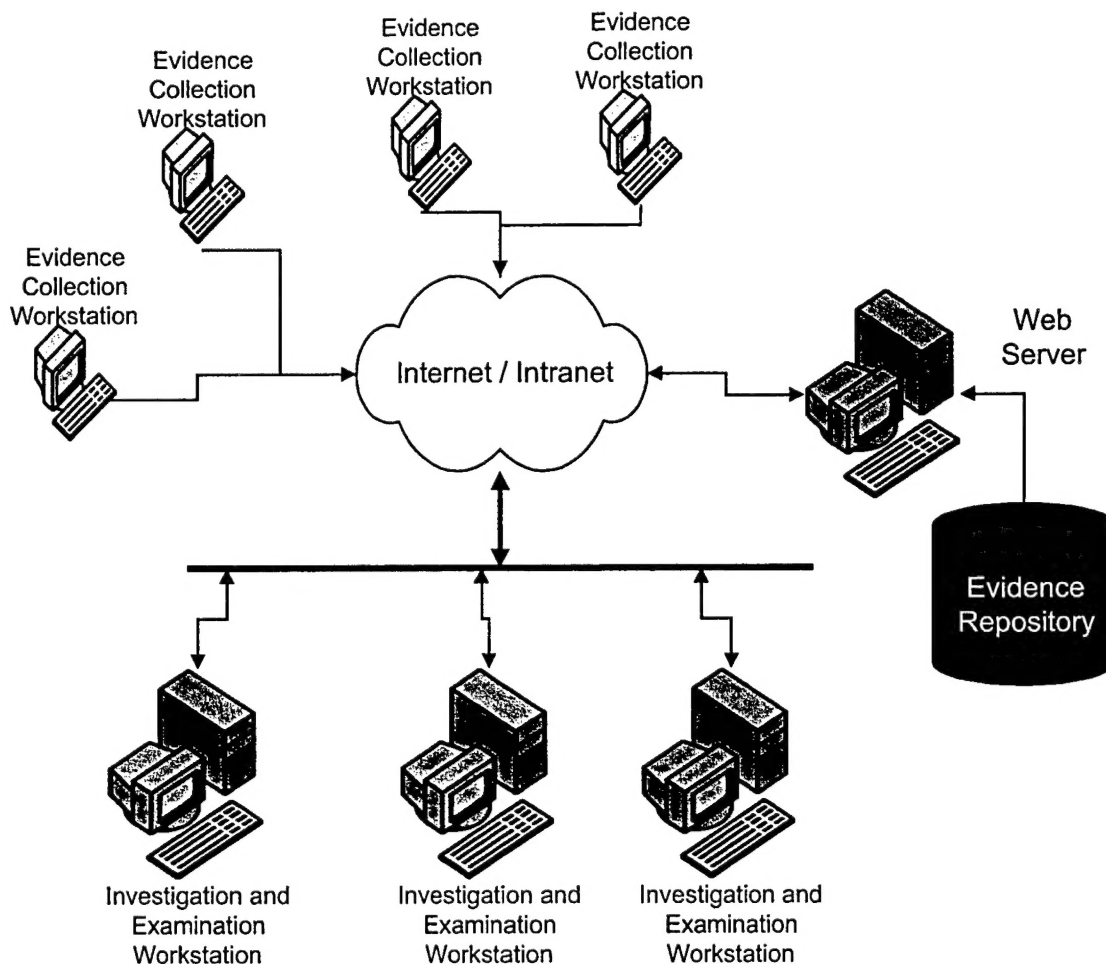 Evidence
Collection
Workstation
Evidence
Collection
Workstation
Evidence
Collection
Workstation
Evidence
Collection
Workstation
Internet / Intranet
Web
Server
Evidence
Repository
Investigation and
Examination
Workstation
Investigation and
Examination
Workstation
Investigation and
Examination
Workstation